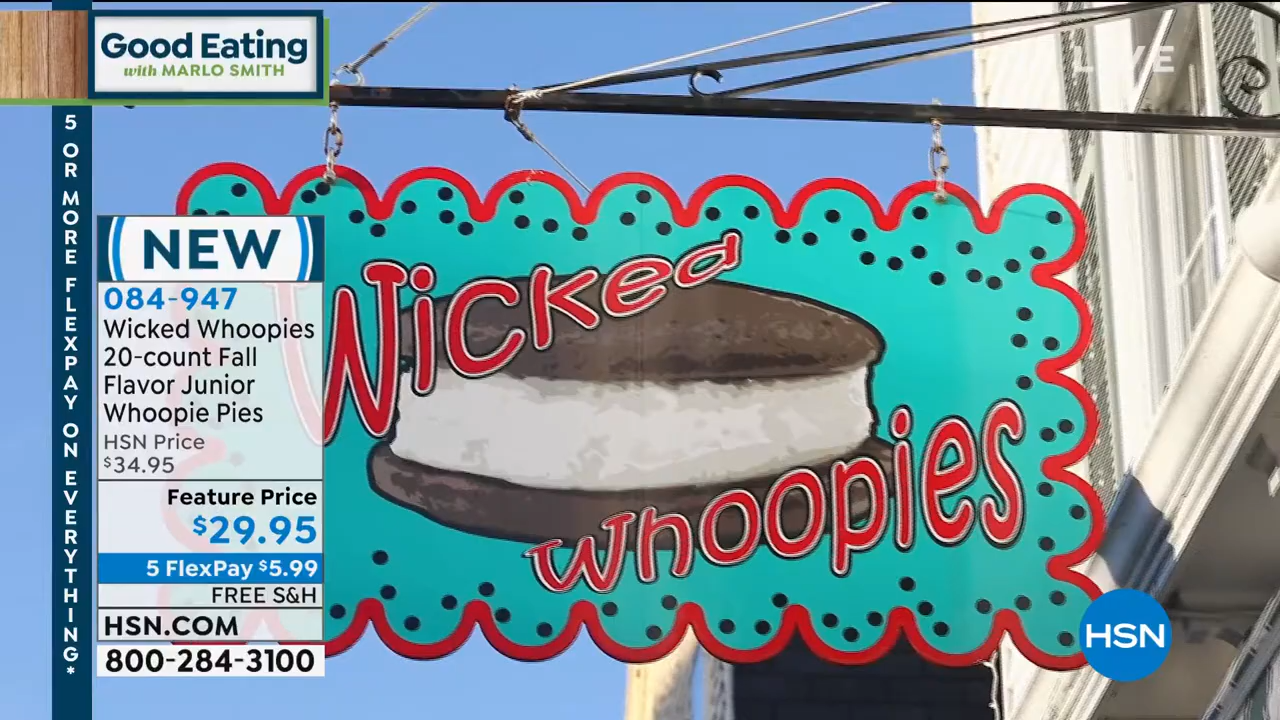 Good Eating
with MARLO SMITH
LIVE
5 OR MORE FLEXPAY ON EVERYTHING*
NEW
084-947
Wicked Whoopies
20-count Fall
Flavor Junior
Whoopie Pies
HSN Price
$34.95
Feature Price
$29.95
5 FlexPay $5.99
FREE S&H
HSN.COM
800-284-3100
Wicked
Whoopies
HSN